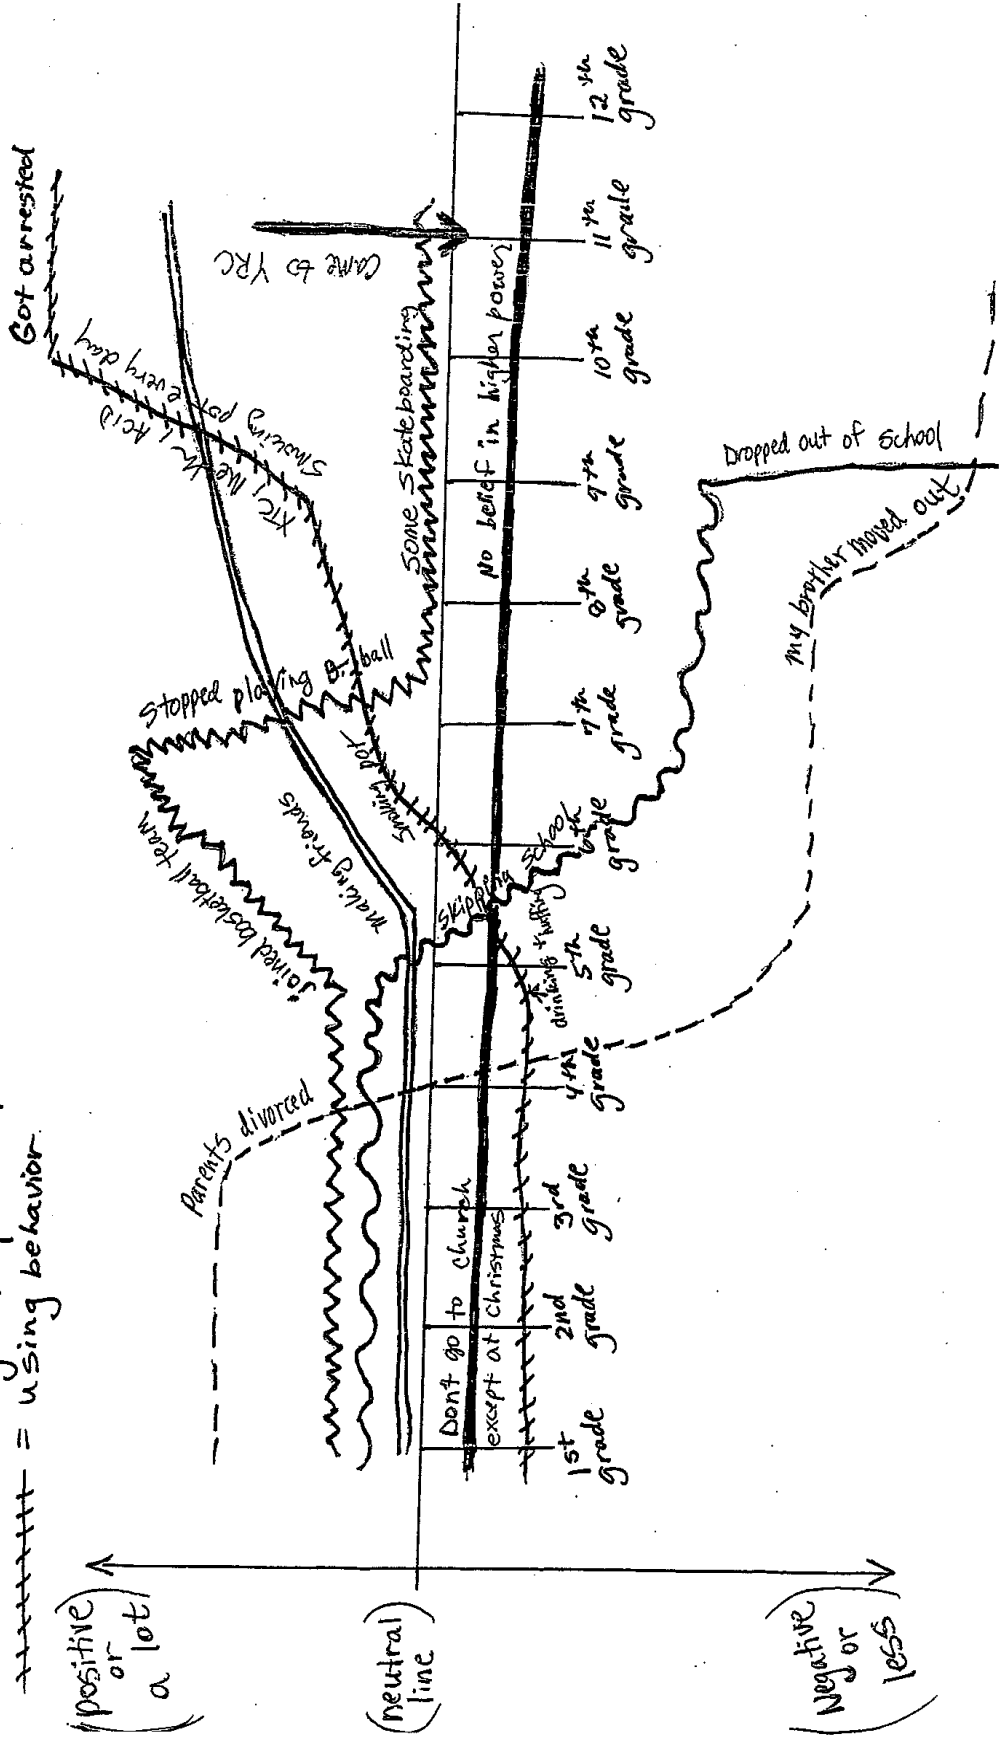 = using behavior
(positive
or
a lot)
(neutral
line)
(Negative
or
less)
Got arrested
XTC, Meth, ACID
Smoking pot every day
Came to YRC
Stopped playing B-ball
joined basketball team
making friends
Smoking pot
Some skateboarding
Parents divorced
Skipping School
drinking + huffing
Don't go to church
except at Christmas
No belief in higher power
1st
grade
2nd
grade
3rd
grade
4th
grade
5th
grade
6th
grade
7th
grade
8th
grade
9th
grade
10th
grade
11th
grade
12th
grade
Dropped out of School
my brother moved out